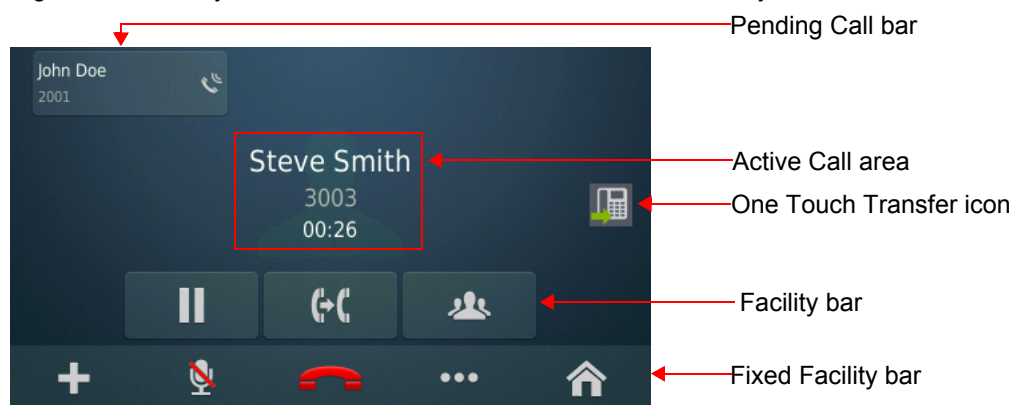 Pending Call bar
John Doe
2001
Steve Smith
3003
00:26
Active Call area
One Touch Transfer icon
Facility bar
Fixed Facility bar